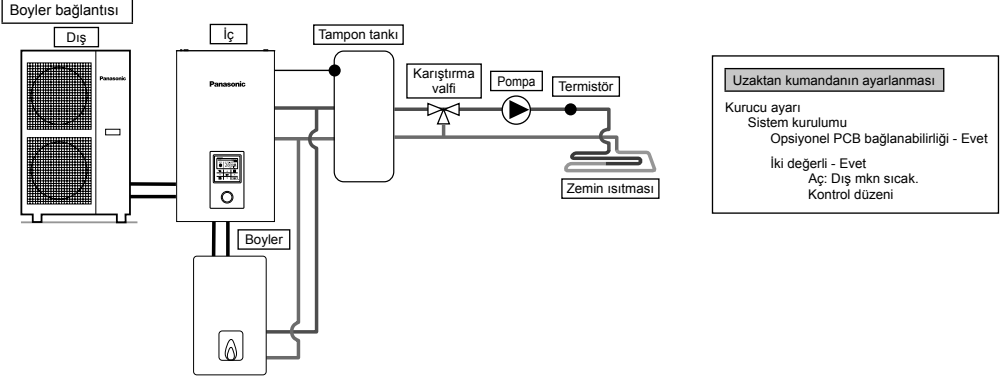 Boyler bağlantısı
Dış
İç
Tampon tankı
Panasonic
Panasonic
Karıştırma
valfi
Pompa
Termistör
Zemin ısıtması
Boyler
Uzaktan kumandanın ayarlanması
Kurucu ayarı
Sistem kurulumu
Opsiyonel PCB bağlanabilirliği - Evet
İki değerli - Evet
Aç: Dış mkn sıcak.
Kontrol düzeni